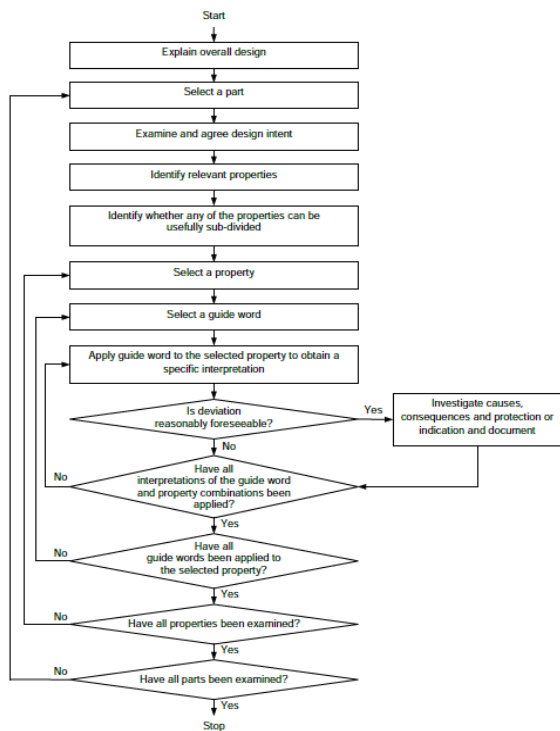 Start
Explain overall design
Select a part
Examine and agree design intent
Identify relevant properties
Identify whether any of the properties can be
usefully sub-divided
Select a property
Select a guide word
Apply guide word to the selected property to obtain a
specific interpretation
Is deviation
reasonably foreseeable?
Yes
Investigate causes,
consequences and protection or
indication and document
No
Have all
interpretations of the guide word
and property combinations been
applied?
No
Yes
Have all
guide words been applied to
the selected property?
No
Yes
Have all properties been examined?
No
Yes
Have all parts been examined?
No
Yes
Stop